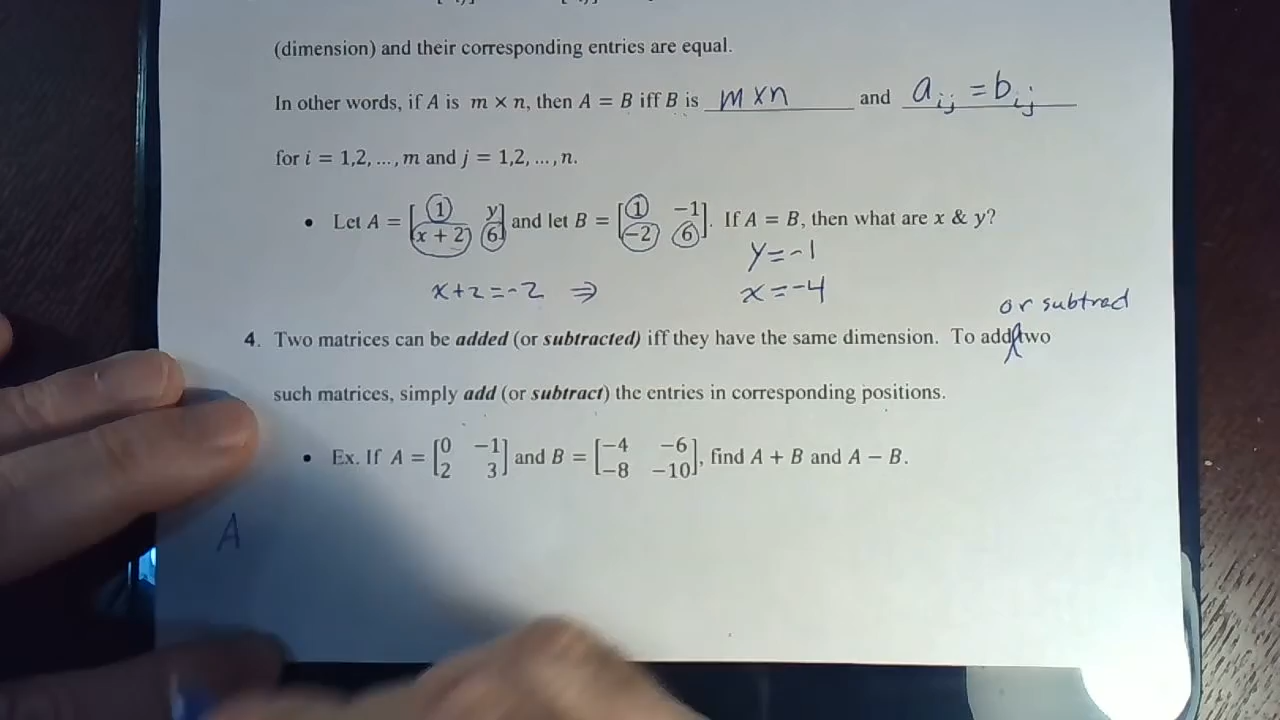 (dimension) and their corresponding entries are equal.
In other words, if A is m × n, then A = B iff B is m x n and a_ij = b_ij
for i = 1,2, ..., m and j = 1,2, ..., n.
• Let A = [1 y; x + 2 6] and let B = [1 −1; −2 6]. If A = B, then what are x & y?
y = -1
x+2 = -2 ⇒ x = -4
or subtract
4. Two matrices can be added (or subtracted) iff they have the same dimension. To add two
such matrices, simply add (or subtract) the entries in corresponding positions.
• Ex. If A = [0 −1; 2 3] and B = [−4 −6; −8 −10], find A + B and A − B.
A